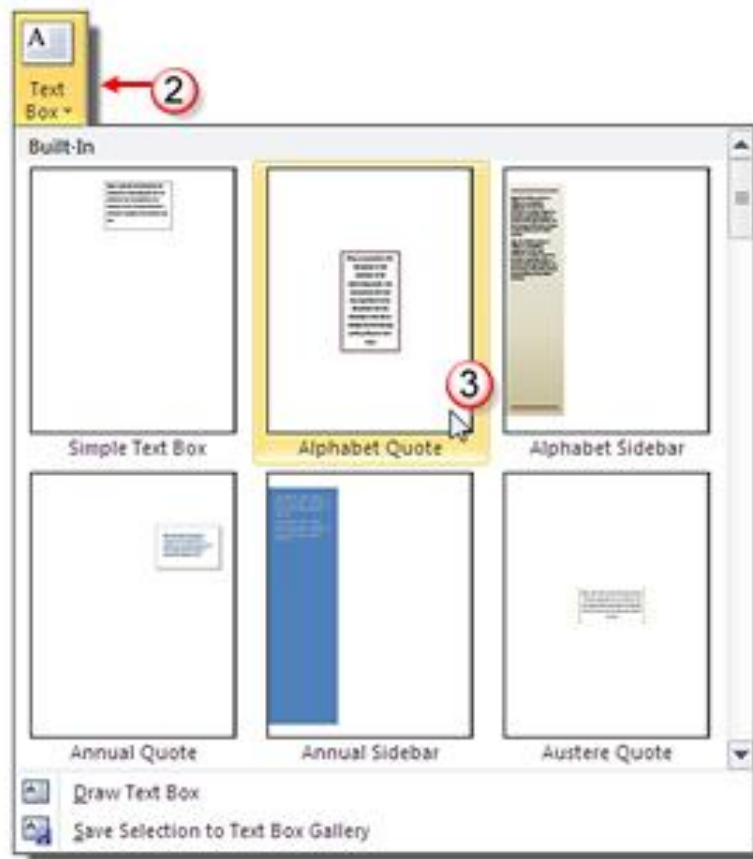 A
Text
Box
2
Built-In
3
Simple Text Box
Alphabet Quote
Alphabet Sidebar
Annual Quote
Annual Sidebar
Austere Quote
Draw Text Box
Save Selection to Text Box Gallery